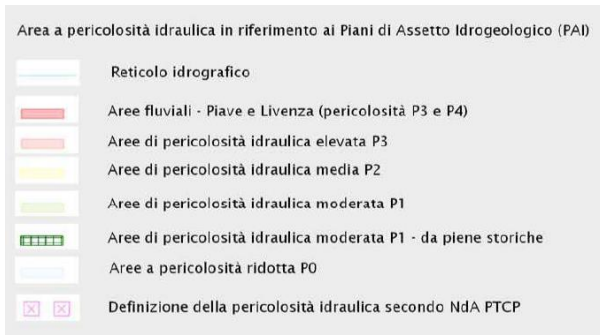 Area a pericolosità idraulica in riferimento ai Piani di Assetto Idrogeologico (PAI)
Reticolo idrografico
Aree fluviali - Piave e Livenza (pericolosità P3 e P4)
Aree di pericolosità idraulica elevata P3
Aree di pericolosità idraulica media P2
Aree di pericolosità idraulica moderata P1
Aree di pericolosità idraulica moderata P1 - da piene storiche
Aree a pericolosità ridotta P0
Definizione della pericolosità idraulica secondo NdA PTCP